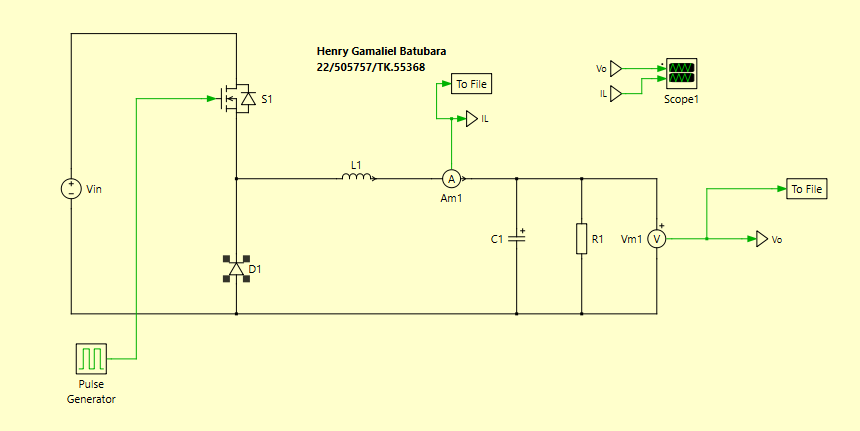 Henry Gamaliel Batubara
22/505757/TK.55368
To File
IL
Vo
IL
Scope1
S1
Vin
L1
A
Am1
To File
C1
R1
Vm1
V
Vo
D1
Pulse
Generator